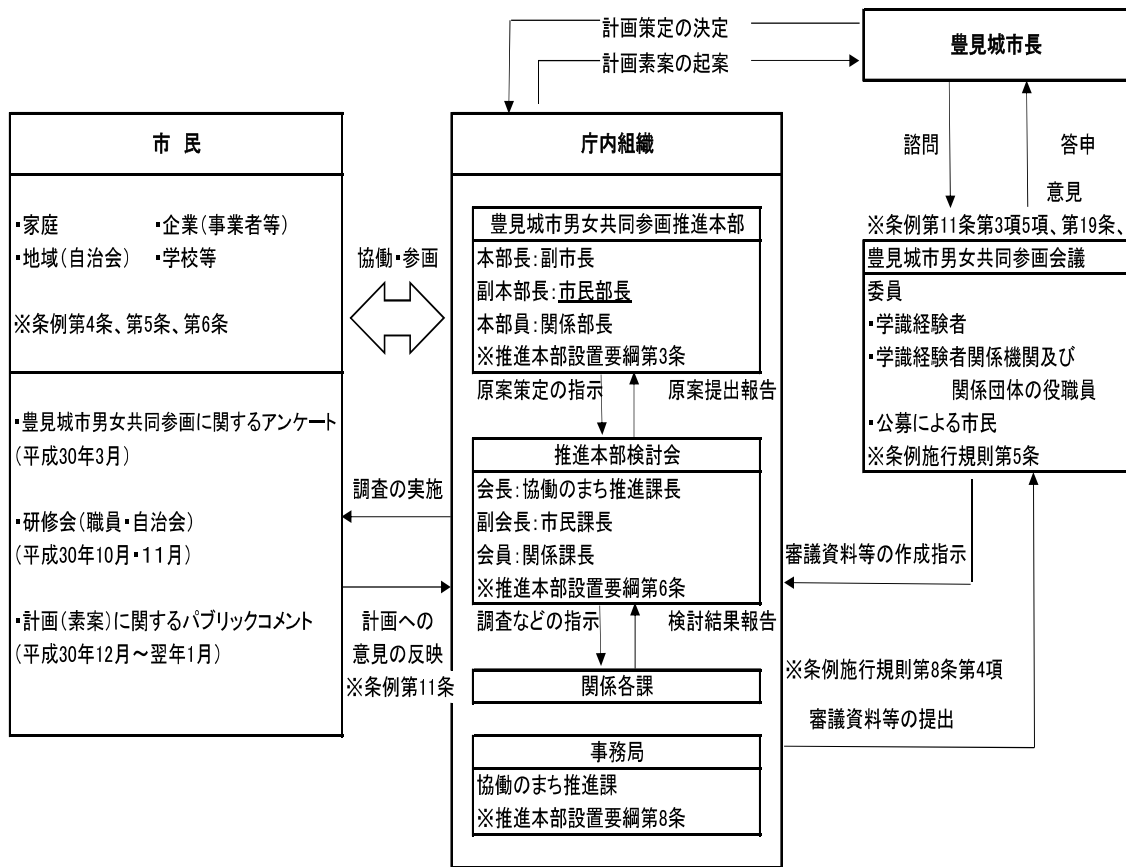 計画策定の決定
計画素案の起案
豊見城市長
諮問
答申
意見
※条例第11条第3項5項、第19条、
市 民
・家庭 ・企業(事業者等)
・地域(自治会) ・学校等
※条例第4条、第5条、第6条
・豊見城市男女共同参画に関するアンケート
(平成30年3月)
・研修会(職員・自治会)
(平成30年10月・11月)
・計画(素案)に関するパブリックコメント
(平成30年12月～翌年1月)
協働・参画
調査の実施
計画への
意見の反映
※条例第11条
庁内組織
豊見城市男女共同参画推進本部
本部長:副市長
副本部長:市民部長
本部員:関係部長
※推進本部設置要綱第3条
原案策定の指示 原案提出報告
推進本部検討会
会長:協働のまち推進課長
副会長:市民課長
会員:関係課長
※推進本部設置要綱第6条
調査などの指示 検討結果報告
関係各課
事務局
協働のまち推進課
※推進本部設置要綱第8条
豊見城市男女共同参画会議
委員
・学識経験者
・学識経験者関係機関及び
関係団体の役職員
・公募による市民
※条例施行規則第5条
審議資料等の作成指示
※条例施行規則第8条第4項
審議資料等の提出